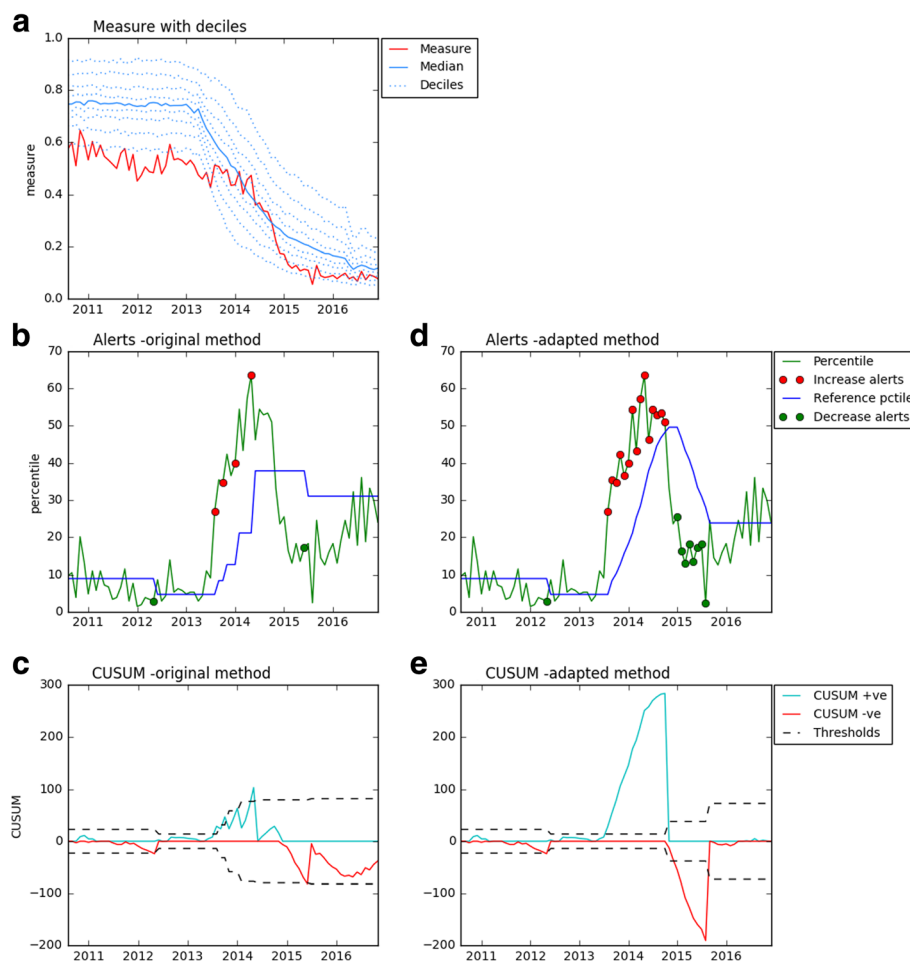 a
Measure with deciles
1.0
0.8
0.6
0.4
0.2
0.0
measure
2011 2012 2013 2014 2015 2016
Measure
Median
Deciles
b
Alerts -original method
70
60
50
40
30
20
10
0
percentile
2011 2012 2013 2014 2015 2016
d
Alerts -adapted method
70
60
50
40
30
20
10
0
2011 2012 2013 2014 2015 2016
Percentile
Increase alerts
Reference pctile
Decrease alerts
c
CUSUM -original method
300
200
100
0
−100
−200
CUSUM
2011 2012 2013 2014 2015 2016
e
CUSUM -adapted method
300
200
100
0
−100
−200
2011 2012 2013 2014 2015 2016
CUSUM +ve
CUSUM -ve
Thresholds